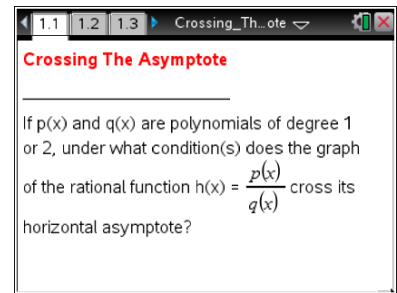 1.1 1.2 1.3 Crossing_Th...ote
Crossing The Asymptote
If p(x) and q(x) are polynomials of degree 1
or 2, under what condition(s) does the graph
of the rational function h(x) = p(x)/q(x) cross its
horizontal asymptote?